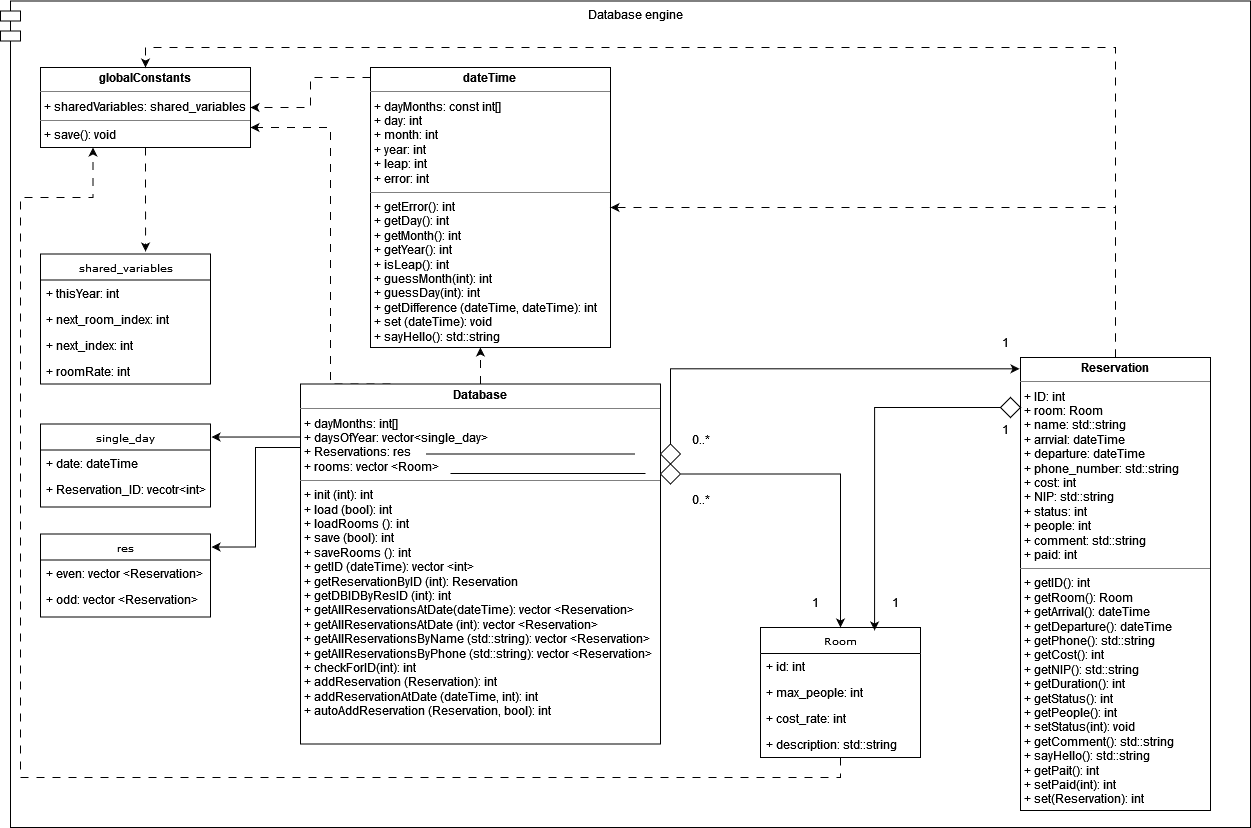 Database engine
globalConstants
+ sharedVariables: shared_variables
+ save(): void
dateTime
+ dayMonths: const int[]
+ day: int
+ month: int
+ year: int
+ leap: int
+ error: int
+ getError(): int
+ getDay(): int
+ getMonth(): int
+ getYear(): int
+ isLeap(): int
+ guessMonth(int): int
+ guessDay(int): int
+ getDifference (dateTime, dateTime): int
+ set (dateTime): void
+ sayHello(): std::string
shared_variables
+ thisYear: int
+ next_room_index: int
+ next_index: int
+ roomRate: int
single_day
+ date: dateTime
+ Reservation_ID: vecotr<int>
res
+ even: vector <Reservation>
+ odd: vector <Reservation>
Database
+ dayMonths: int[]
+ daysOfYear: vector<single_day>
+ Reservations: res
+ rooms: vector <Room>
+ init (int): int
+ load (bool): int
+ loadRooms (): int
+ save (bool): int
+ saveRooms (): int
+ getID (dateTime): vector <int>
+ getReservationByID (int): Reservation
+ getDBIDByResID (int): int
+ getAllReservationsAtDate(dateTime): vector <Reservation>
+ getAllReservationsAtDate (int): vector <Reservation>
+ getAllReservationsByName (std::string): vector <Reservation>
+ getAllReservationsByPhone (std::string): vector <Reservation>
+ checkForID(int): int
+ addReservation (Reservation): int
+ addReservationAtDate (dateTime, int): int
+ autoAddReservation (Reservation, bool): int
0..*
0..*
1
1
1
1
Room
+ id: int
+ max_people: int
+ cost_rate: int
+ description: std::string
Reservation
+ ID: int
+ room: Room
+ name: std::string
+ arrvial: dateTime
+ departure: dateTime
+ phone_number: std::string
+ cost: int
+ NIP: std::string
+ status: int
+ people: int
+ comment: std::string
+ paid: int
+ getID(): int
+ getRoom(): Room
+ getArrival(): dateTime
+ getDeparture(): dateTime
+ getPhone(): std::string
+ getCost(): int
+ getNIP(): std::string
+ getDuration(): int
+ getStatus(): int
+ getPeople(): int
+ setStatus(int): void
+ getComment(): std::string
+ sayHello(): std::string
+ getPait(): int
+ setPaid(int): int
+ set(Reservation): int